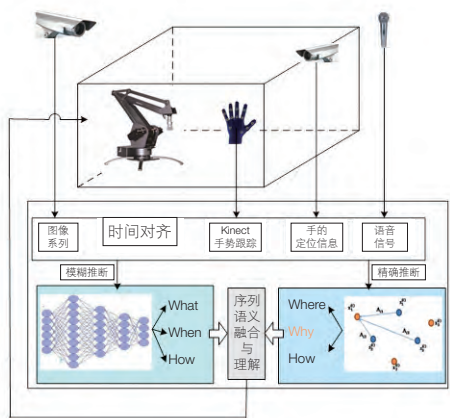 图像
系列
时间对齐
Kinect
手势跟踪
手的
定位信息
语音
信号
模糊推断
精确推断
What
When
How
序列
语义
融合
与
理解
Where
Why
How